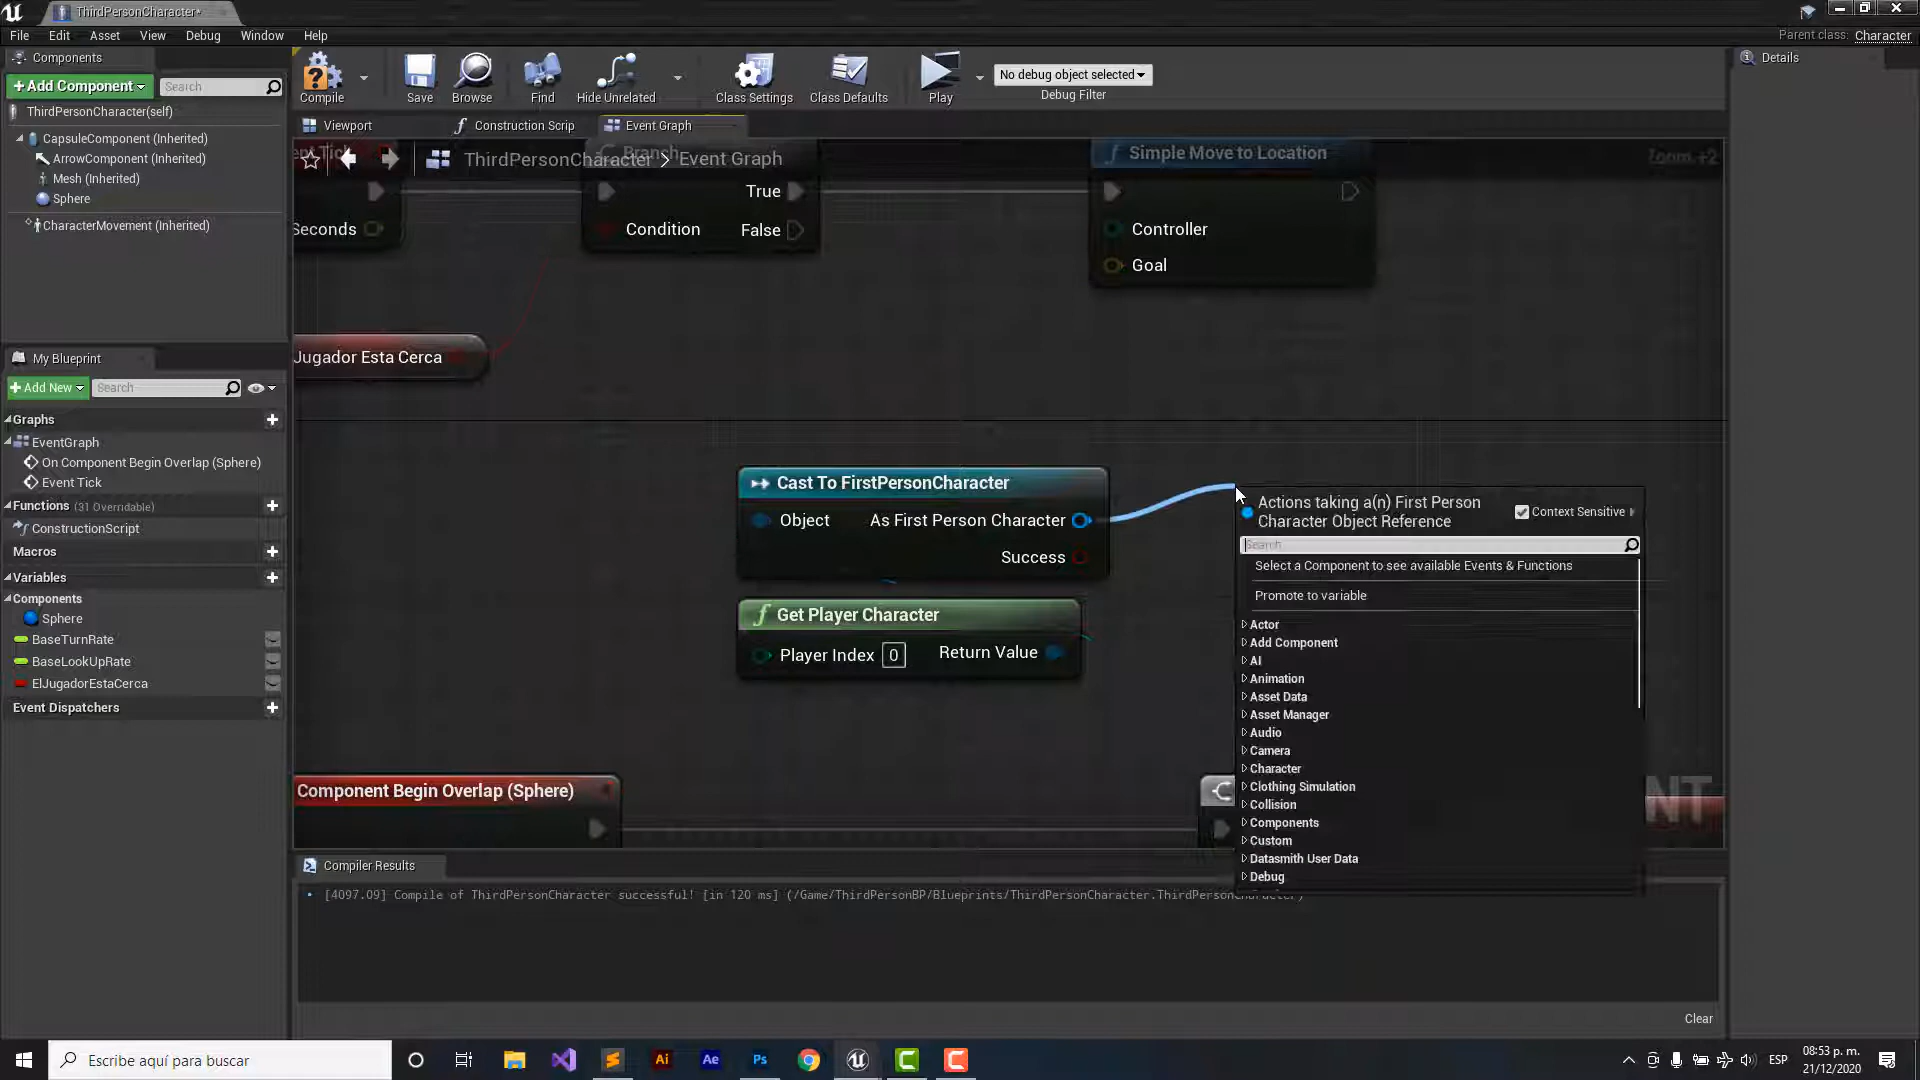 ThirdPersonCharacter*
File Edit Asset View Debug Window Help
Parent class: Character
Components
+Add Component
Search
ThirdPersonCharacter(self)
CapsuleComponent (Inherited)
ArrowComponent (Inherited)
Mesh (Inherited)
Sphere
CharacterMovement (Inherited)
My Blueprint
+Add New
Search
Graphs
EventGraph
On Component Begin Overlap (Sphere)
Event Tick
Functions (31 Overridable)
ConstructionScript
Macros
Variables
Components
Sphere
BaseTurnRate
BaseLookUpRate
ElJugadorEstaCerca
Event Dispatchers
Compile
Save
Browse
Find
Hide Unrelated
Class Settings
Class Defaults
Play
No debug object selected
Debug Filter
Viewport
Construction Scrip
Event Graph
ThirdPersonCharacter > Event Graph
Zoom +2
Branch
True
Condition
False
Seconds
Simple Move to Location
Controller
Goal
Jugador Esta Cerca
Cast To FirstPersonCharacter
Object
As First Person Character
Success
Get Player Character
Player Index 0
Return Value
Component Begin Overlap (Sphere)
Actions taking a(n) First Person
Character Object Reference
Context Sensitive
Search
Select a Component to see available Events & Functions
Promote to variable
Actor
Add Component
AI
Animation
Asset Data
Asset Manager
Audio
Camera
Character
Clothing Simulation
Collision
Components
Custom
Datasmith User Data
Debug
NT
Compiler Results
[4097.09] Compile of ThirdPersonCharacter successful! [in 120 ms] (/Game/ThirdPersonBP/Blueprints/ThirdPersonCharacter.ThirdPersonCharacter)
Clear
Details
Escribe aquí para buscar
Ai
Ae
Ps
ESP
08:53 p. m.
21/12/2020